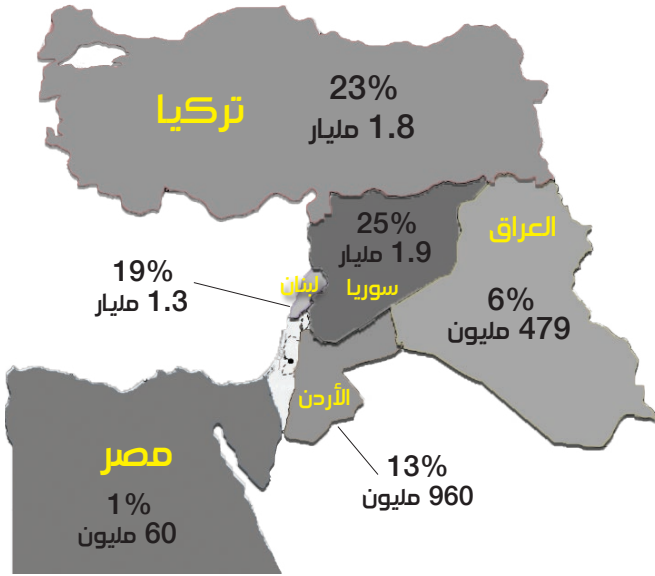 تركيا
23%
1.8 مليار
العراق
6%
479 مليون
25%
1.9 مليار
سوريا
لبنان
19%
1.3 مليار
الأردن
13%
960 مليون
مصر
1%
60 مليون